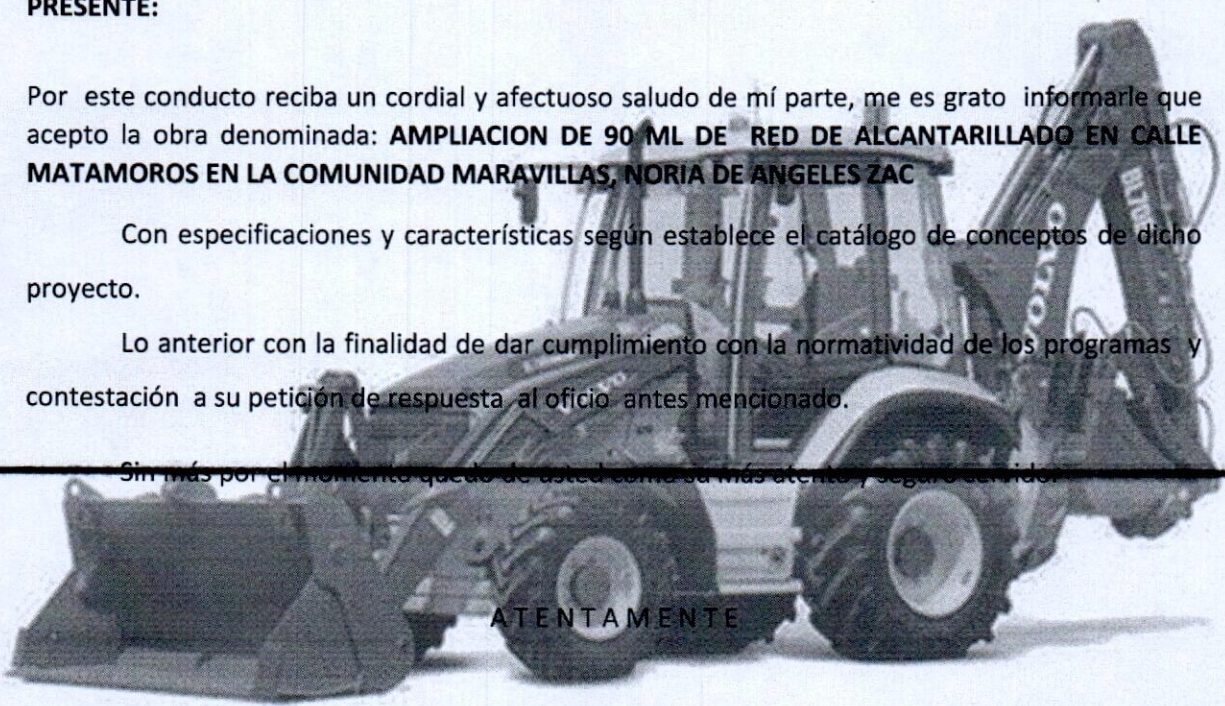 PRESENTE:
Por este conducto reciba un cordial y afectuoso saludo de mí parte, me es grato informarle que
acepto la obra denominada: AMPLIACION DE 90 ML DE RED DE ALCANTARILLADO EN CALLE
MATAMOROS EN LA COMUNIDAD MARAVILLAS, NORIA DE ANGELES ZAC
Con especificaciones y características según establece el catálogo de conceptos de dicho
proyecto.
Lo anterior con la finalidad de dar cumplimiento con la normatividad de los programas y
contestación a su petición de respuesta al oficio antes mencionado.
Sin más por el momento quedo de usted como su más atento y seguro servidor
ATENTAMENTE
VOLVO
VOLVO